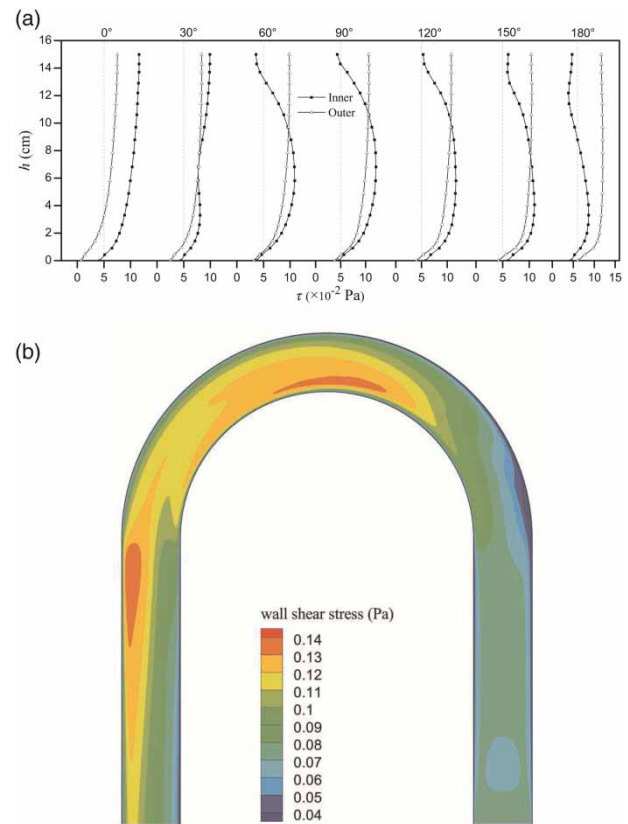 (a)
0° 30° 60° 90° 120° 150° 180°
16
14
12
10
8
6
4
2
0
h (cm)
Inner
Outer
0 5 10 0 5 10 0 5 10 0 5 10 0 5 10 0 5 10 0 5 10 15
τ (×10⁻² Pa)
(b)
wall shear stress (Pa)
0.14
0.13
0.12
0.11
0.1
0.09
0.08
0.07
0.06
0.05
0.04